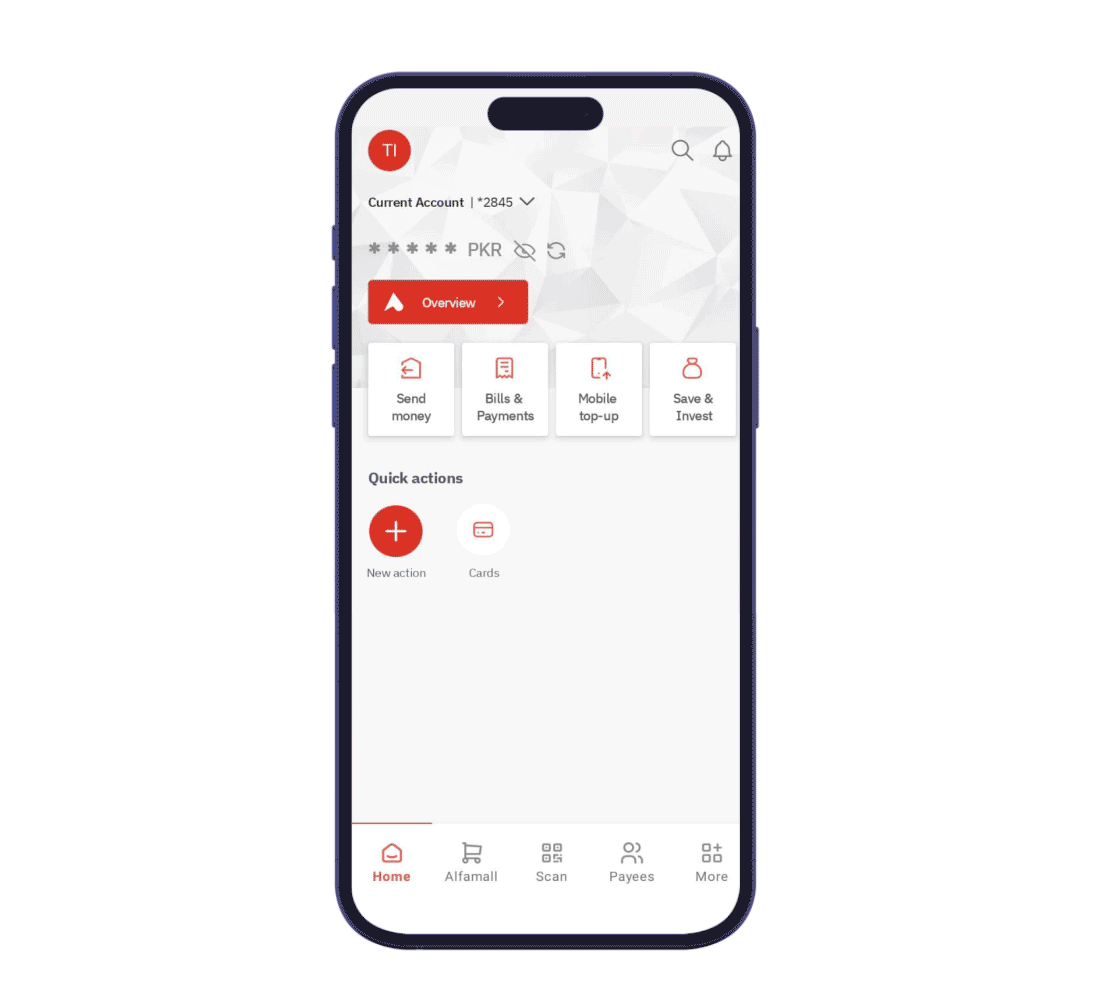 TI
Current Account | *2845
***** PKR
Overview
Send money
Bills & Payments
Mobile top-up
Save & Invest
Quick actions
New action
Cards
Home
Alfamall
Scan
Payees
More